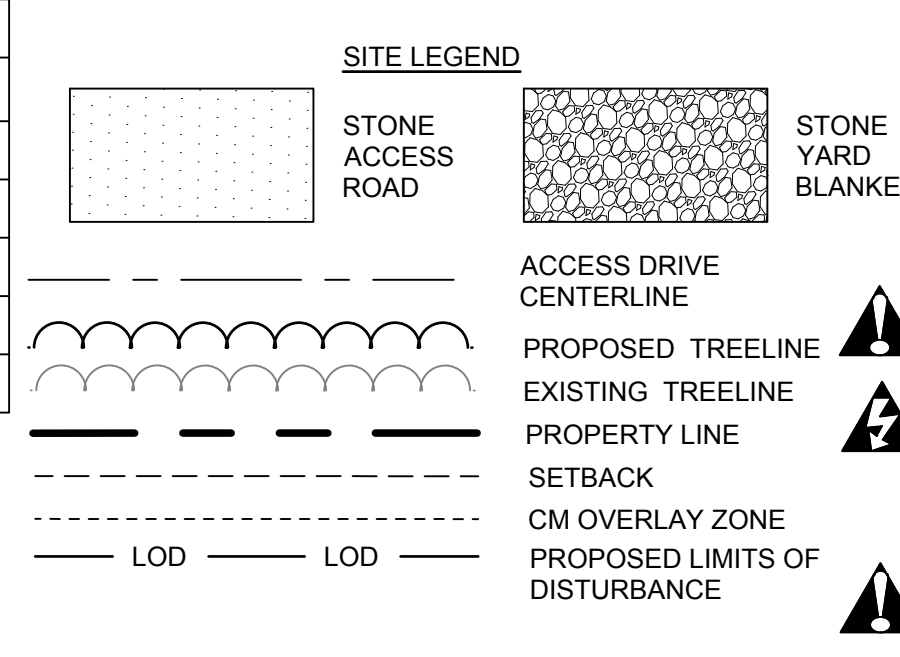 SITE LEGEND
STONE
ACCESS
ROAD
STONE
YARD
BLANKE
ACCESS DRIVE
CENTERLINE
PROPOSED TREELINE
EXISTING TREELINE
PROPERTY LINE
SETBACK
CM OVERLAY ZONE
LOD LOD
PROPOSED LIMITS OF
DISTURBANCE